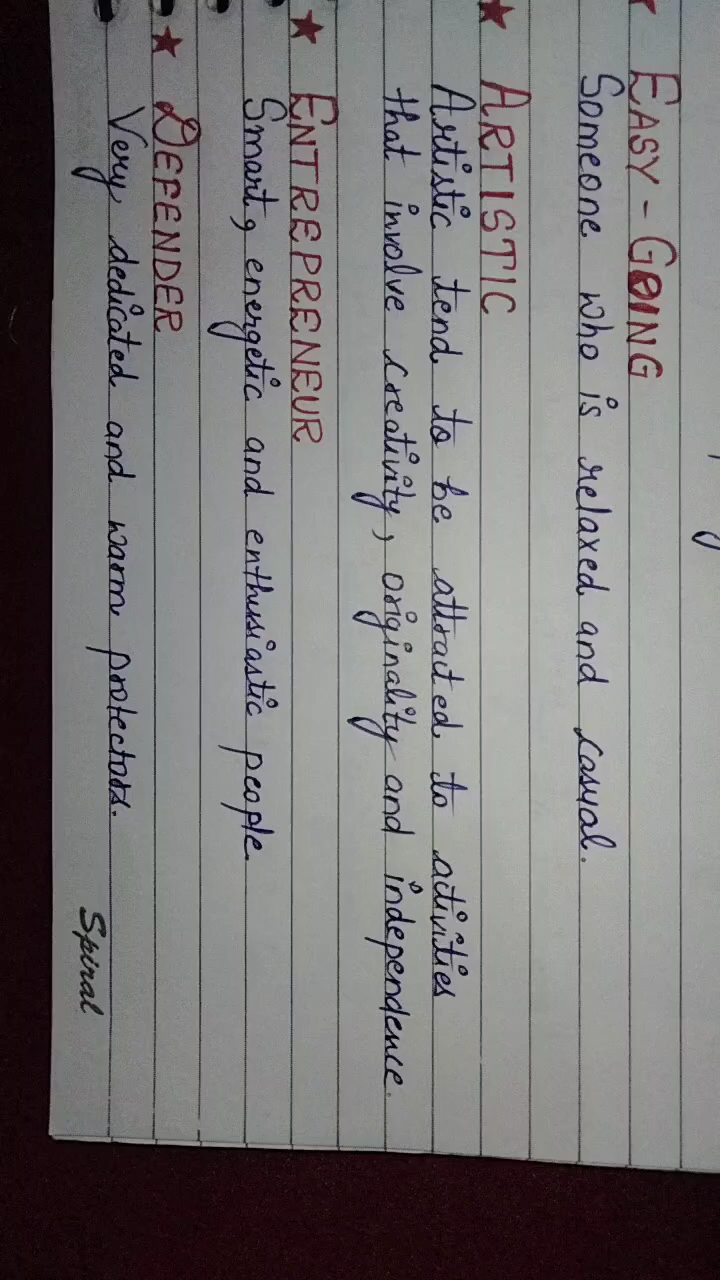 ★ EASY-GOING
Someone who is relaxed and casual.
★ ARTISTIC
Artistic tend to be attracted to activities
that involve creativity, originality and independence.
★ ENTREPRENEUR
Smart, energetic and enthusiastic people.
★ DEFENDER
Very dedicated and warm protectors.
Spiral